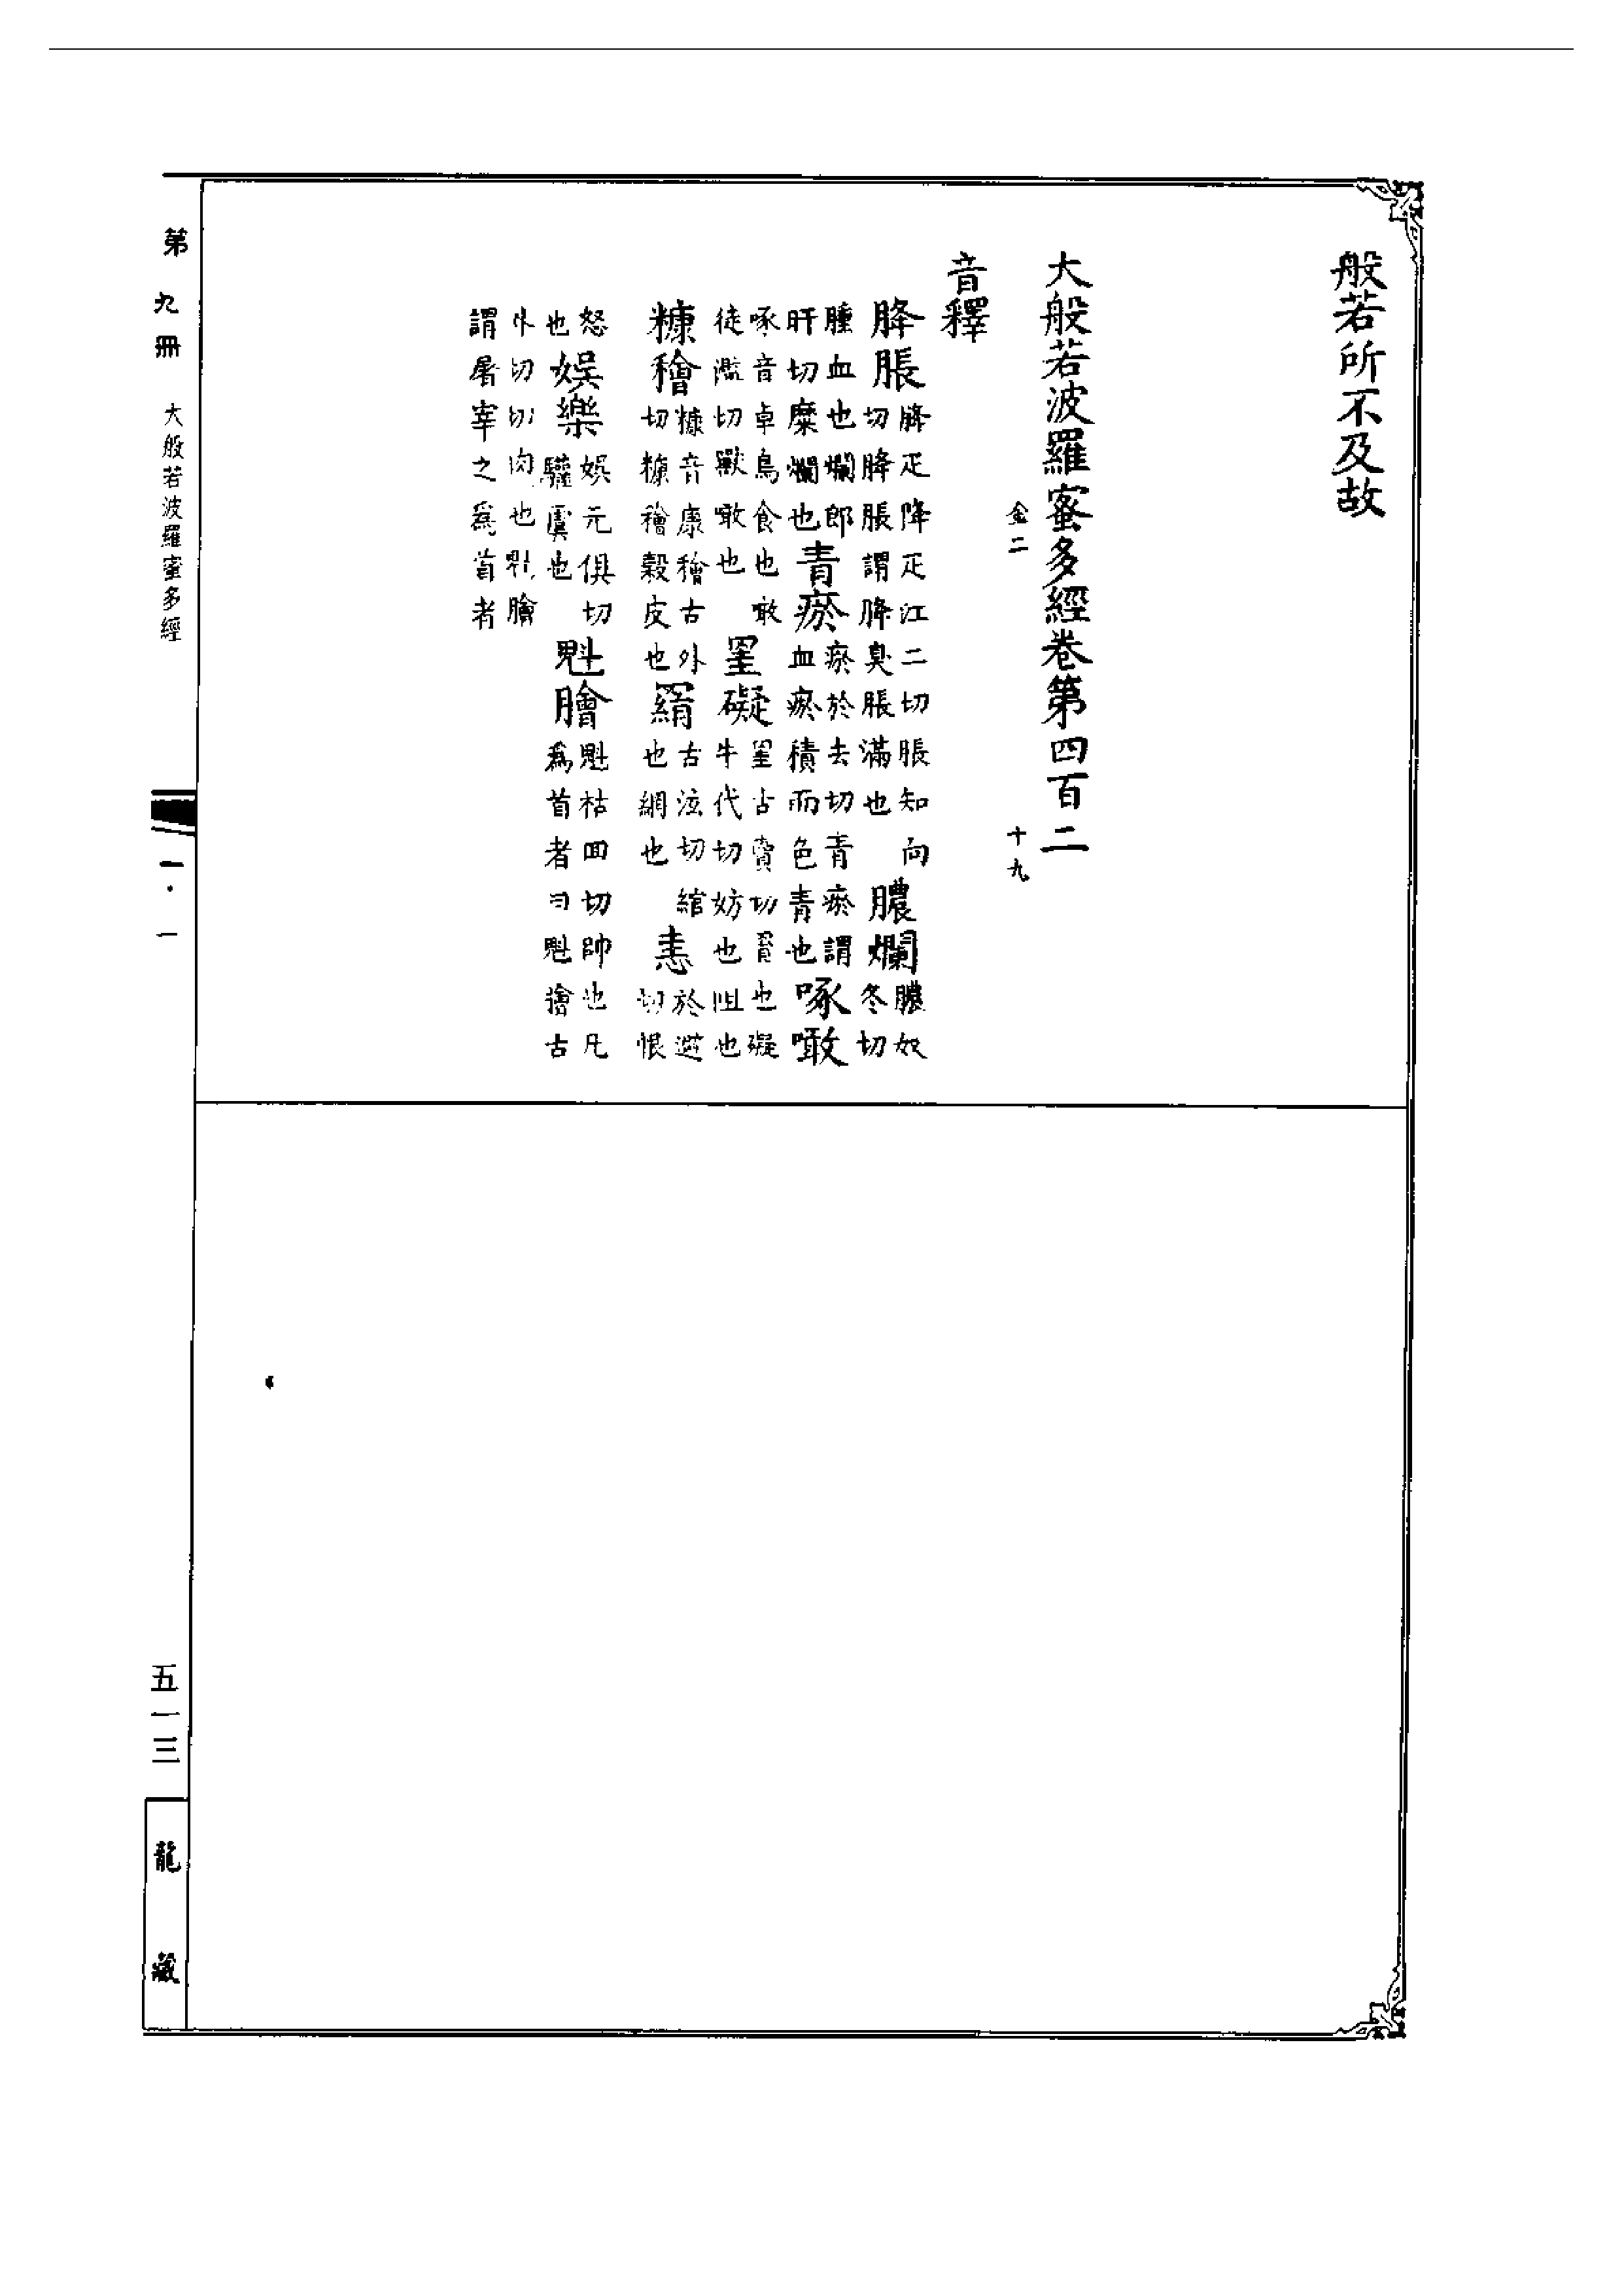 般若所不及故
大般若波羅蜜多經卷第四百二
金二 十九
音釋
胮脹胮疋降疋江二切脹知向切胮脹謂胮臭脹滿也膿爛膿奴冬切
腫血也爛郎肝切糜爛也青瘀瘀於去切青瘀謂血瘀積而色青也啄噉
啄音卓鳥食也噉徒濫切獸噉也罣礙罣古賣切罥也礙牛代切妨也阻也
糠𥢶糠音康𥢶古外切糠𥢶穀皮也羂古泫切綰也網也恚於避切恨
怒也娛樂娛元俱切驩虞也魁膾魁枯回切帥也凡為首者曰魁膾古
外切切肉也魁膾謂屠宰之為首者
第九冊 大般若波羅蜜多經
五一三
龍藏